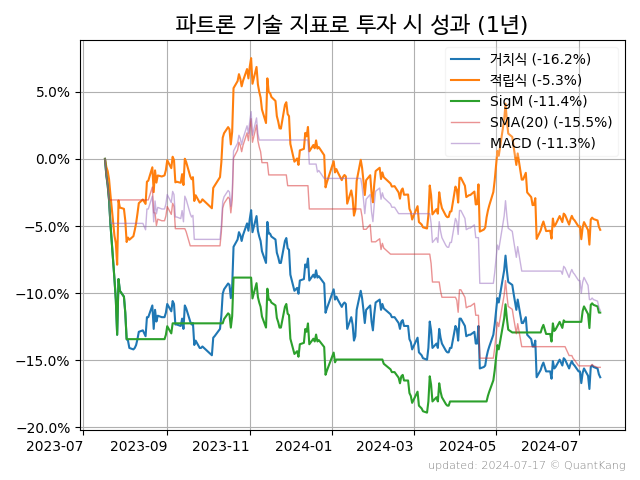 파트론 기술 지표로 투자 시 성과 (1년)
거치식 (-16.2%)
적립식 (-5.3%)
SigM (-11.4%)
SMA(20) (-15.5%)
MACD (-11.3%)
5.0%
0.0%
−5.0%
−10.0%
−15.0%
−20.0%
2023-07 2023-09 2023-11 2024-01 2024-03 2024-05 2024-07
updated: 2024-07-17 © QuantKang